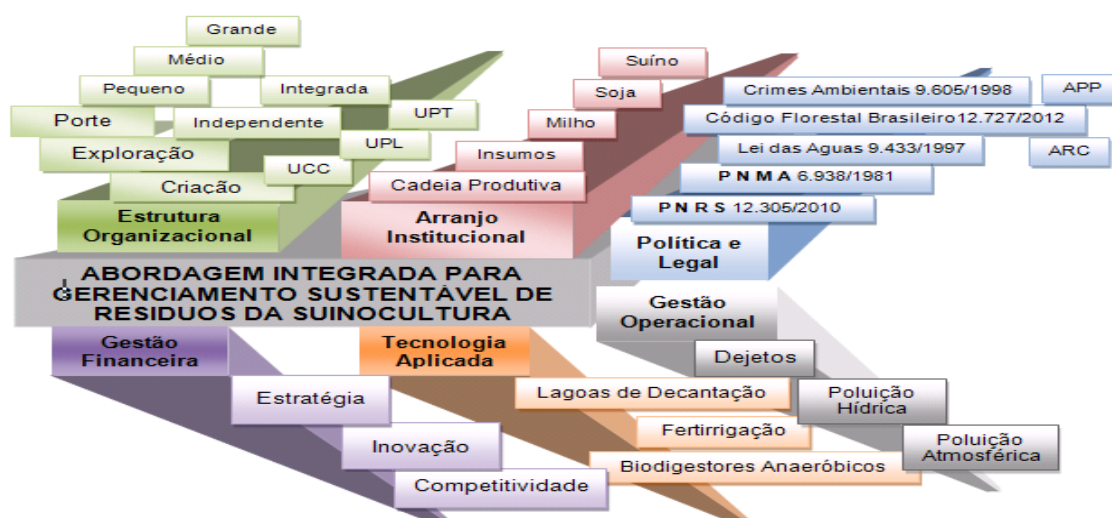 Grande
Médio
Pequeno
Integrada
Porte
Independente
UPT
Exploração
UPL
Criação
UCC
Estrutura
Organizacional
Suíno
Soja
Milho
Insumos
Cadeia Produtiva
Arranjo
Institucional
Crimes Ambientais 9.605/1998
APP
Código Florestal Brasileiro12.727/2012
Lei das Aguas 9.433/1997
ARC
PNMA 6.938/1981
PNRS 12.305/2010
Política e
Legal
ABORDAGEM INTEGRADA PARA
GERENCIAMENTO SUSTENTÁVEL DE
RESIDUOS DA SUINOCULTURA
Gestão
Operacional
Dejetos
Poluição
Hídrica
Poluição
Atmosférica
Gestão
Financeira
Estratégia
Inovação
Competitividade
Tecnologia
Aplicada
Lagoas de Decantação
Fertirrigação
Biodigestores Anaeróbicos